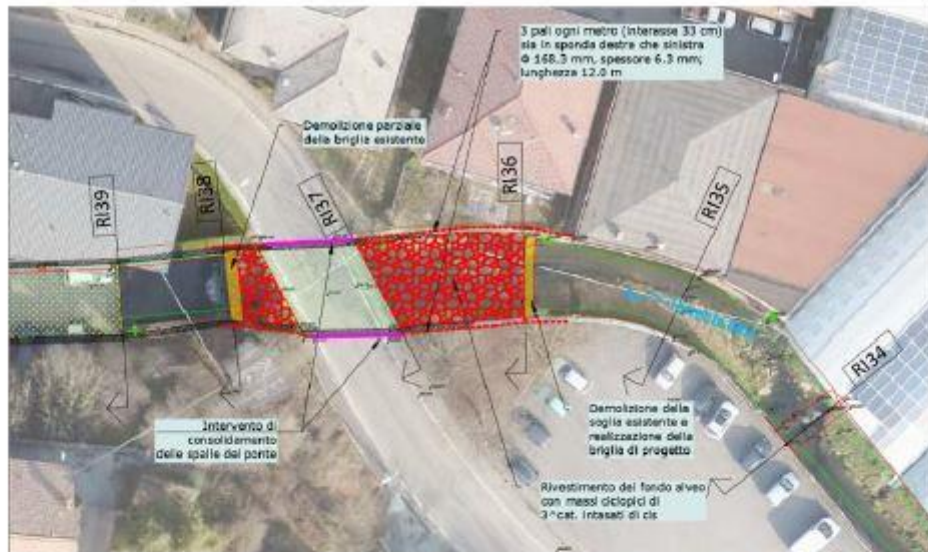 3 pali ogni metro (interasse 33 cm)
sia in sponda destra che sinistra
Φ 168.3 mm, spessore 6.3 mm;
lunghezza 12.0 m
Demolizione parziale
della briglia esistente
RI39
RI38
RI37
RI36
RI35
RI34
Intervento di
consolidamento
delle spalle del ponte
Demolizione della
soglia esistente e
realizzazione della
briglia di progetto
Rivestimento del fondo alveo
con massi ciclopici di
3^cat. intasati di cls